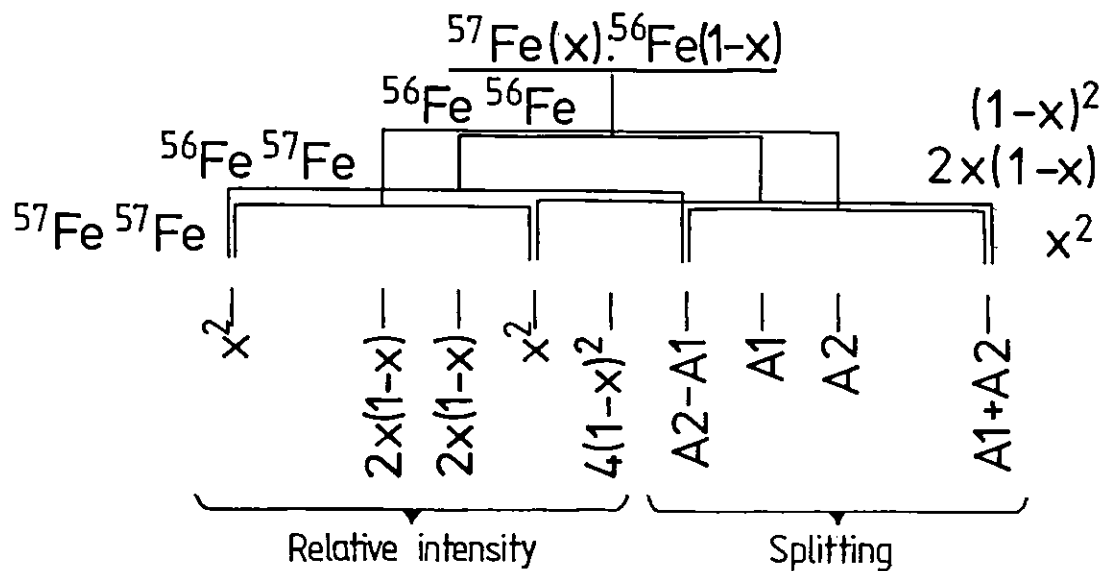 ⁵⁷Fe(x):⁵⁶Fe(1-x)
⁵⁶Fe ⁵⁶Fe
(1-x)²
⁵⁶Fe ⁵⁷Fe
2x(1-x)
⁵⁷Fe ⁵⁷Fe
x²
x²
2x(1-x)
2x(1-x)
x²
4(1-x)²
A2-A1
A1
A2
A1+A2
Relative intensity
Splitting